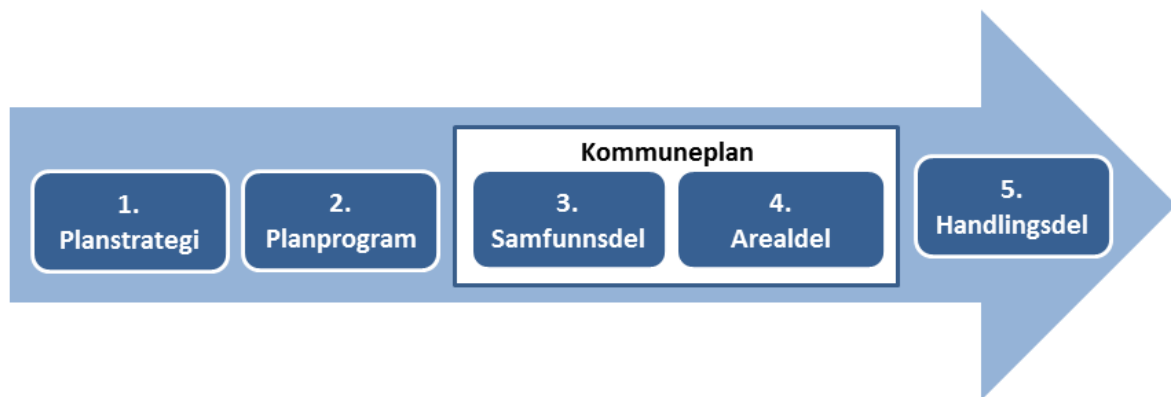 1.
Planstrategi
2.
Planprogram
Kommuneplan
3.
Samfunnsdel
4.
Arealdel
5.
Handlingsdel